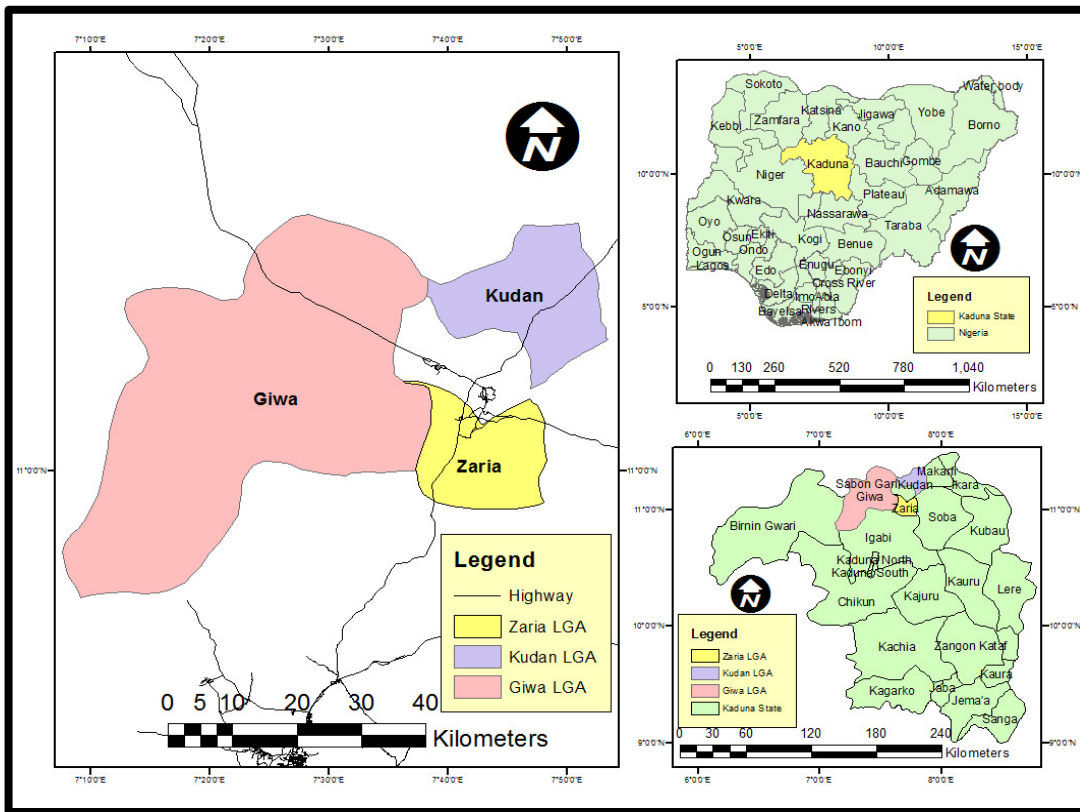 7°10'0"E 7°20'0"E 7°30'0"E 7°40'0"E 7°50'0"E
N
Kudan
Giwa
Zaria
11°0'0"N
11°0'0"N
Legend
Highway
Zaria LGA
Kudan LGA
Giwa LGA
0 5 10 20 30 40
Kilometers
7°10'0"E 7°20'0"E 7°30'0"E 7°40'0"E 7°50'0"E
5°0'0"E 10°0'0"E 15°0'0"E
Sokoto
Water body
Katsina
Jigawa
Yobe
Kebbi
Zamfara
Kano
Borno
Kaduna
Bauchi
Gombe
10°0'0"N
10°0'0"N
Niger
Plateau
Adamawa
Kwara
Nassarawa
Oyo
Taraba
Osun
Ekiti
Kogi
Benue
N
Ogun
Ondo
Lagos
Edo
Enugu
Ebonyi
Cross River
Delta
Imo
Abia
5°0'0"N
5°0'0"N
Bayelsa
Rivers
Akwa Ibom
Legend
Kaduna State
Nigeria
0 130 260 520 780 1,040
Kilometers
5°0'0"E 10°0'0"E 15°0'0"E
6°0'0"E 7°0'0"E 8°0'0"E
Makarfi
Sabon Gari
Kudan
Ikara
Giwa
11°0'0"N
11°0'0"N
Zaria
Soba
Birnin Gwari
Kubau
Igabi
Kaduna North
Kaduna South
Kauru
Lere
N
Chikun
Kajuru
10°0'0"N
10°0'0"N
Legend
Zaria LGA
Kudan LGA
Giwa LGA
Kaduna State
Kachia
Zangon Kataf
Kaura
Kagarko
Jaba
Jema'a
Sanga
0 30 60 120 180 240
Kilometers
9°0'0"N
9°0'0"N
6°0'0"E 7°0'0"E 8°0'0"E